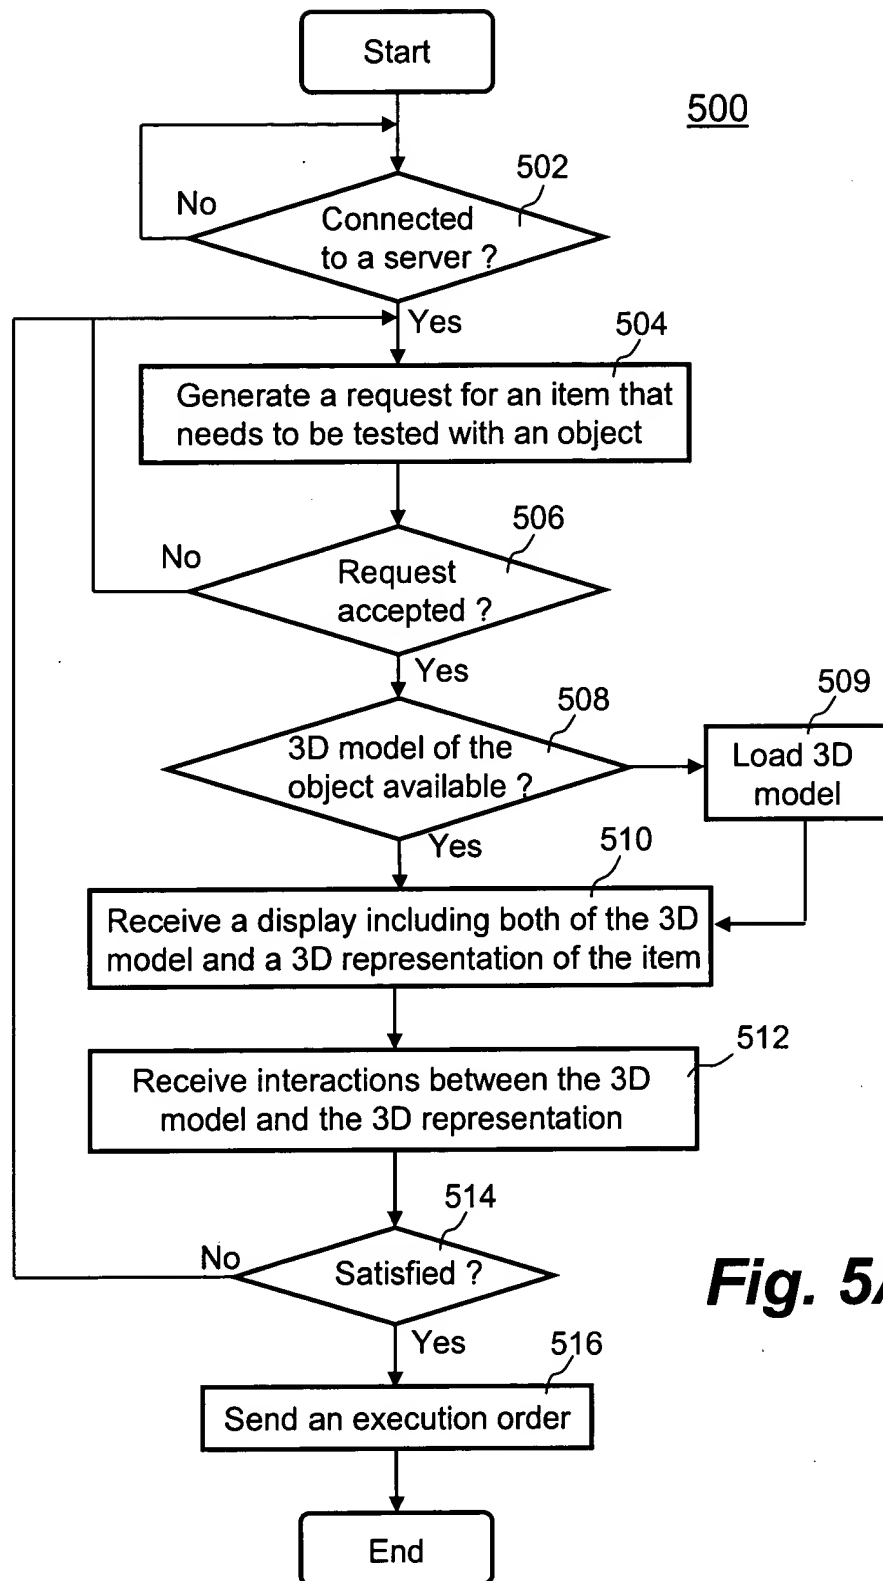 Start
500
502
No
Connected
to a server ?
Yes
504
Generate a request for an item that
needs to be tested with an object
506
No
Request
accepted ?
Yes
508
509
3D model of the
object available ?
Load 3D
model
Yes
510
Receive a display including both of the 3D
model and a 3D representation of the item
512
Receive interactions between the 3D
model and the 3D representation
514
No
Satisfied ?
Fig. 5A
Yes
516
Send an execution order
End